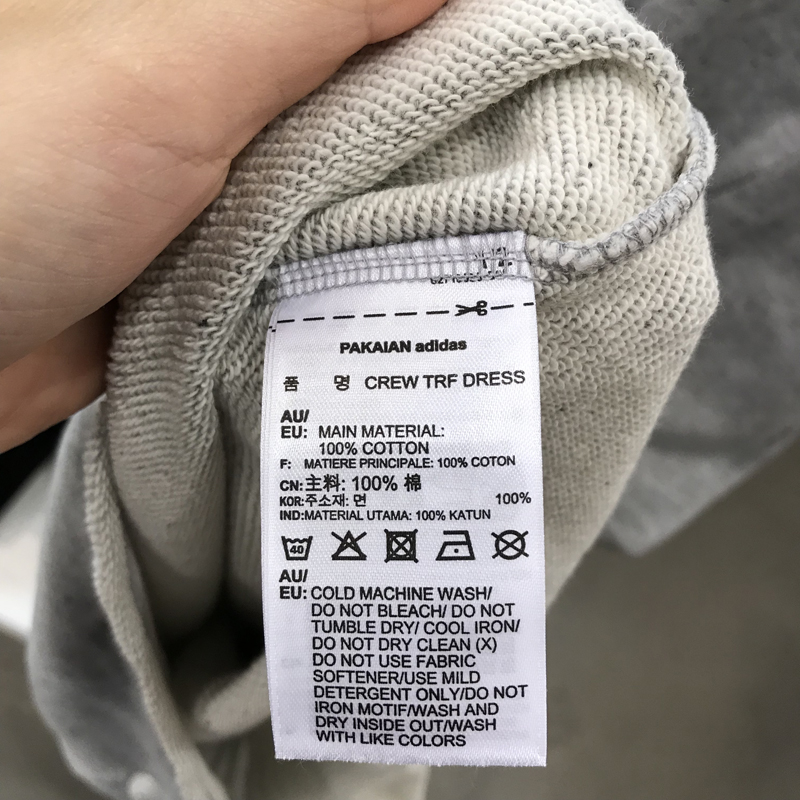 PAKAIAN adidas
품 명 CREW TRF DRESS
AU/
EU: MAIN MATERIAL:
100% COTTON
F: MATIERE PRINCIPALE: 100% COTON
CN:主料: 100% 棉
KOR:주소재: 면 100%
IND:MATERIAL UTAMA: 100% KATUN
40
AU/
EU: COLD MACHINE WASH/
DO NOT BLEACH/ DO NOT
TUMBLE DRY/ COOL IRON/
DO NOT DRY CLEAN (X)
DO NOT USE FABRIC
SOFTENER/USE MILD
DETERGENT ONLY/DO NOT
IRON MOTIF/WASH AND
DRY INSIDE OUT/WASH
WITH LIKE COLORS